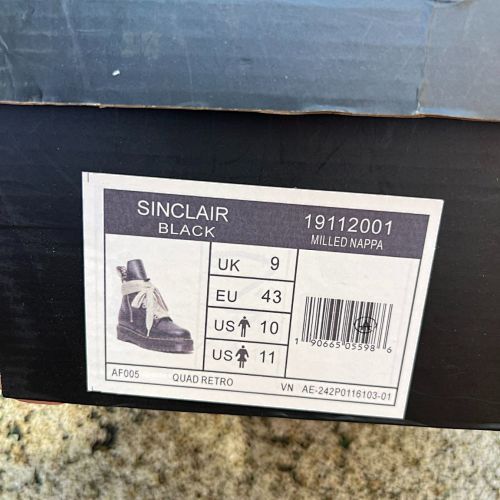 SINCLAIR
BLACK
19112001
MILLED NAPPA
UK 9
EU 43
US 10
US 11
1 90665 05598 6
AF005
QUAD RETRO
VN AE-242P0116103-01